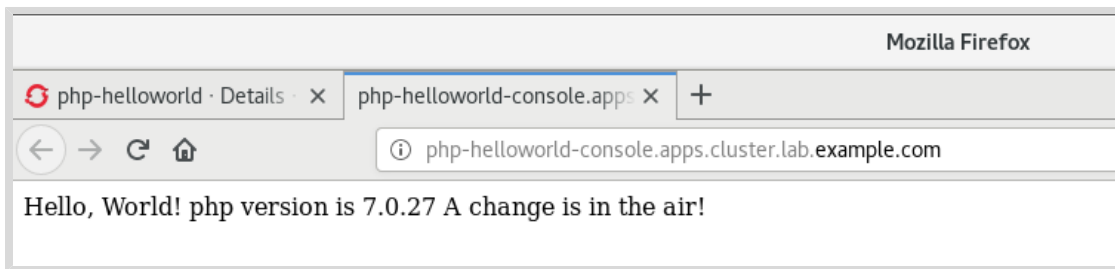 Mozilla Firefox
php-helloworld · Details ·
php-helloworld-console.apps
php-helloworld-console.apps.cluster.lab.example.com
Hello, World! php version is 7.0.27 A change is in the air!